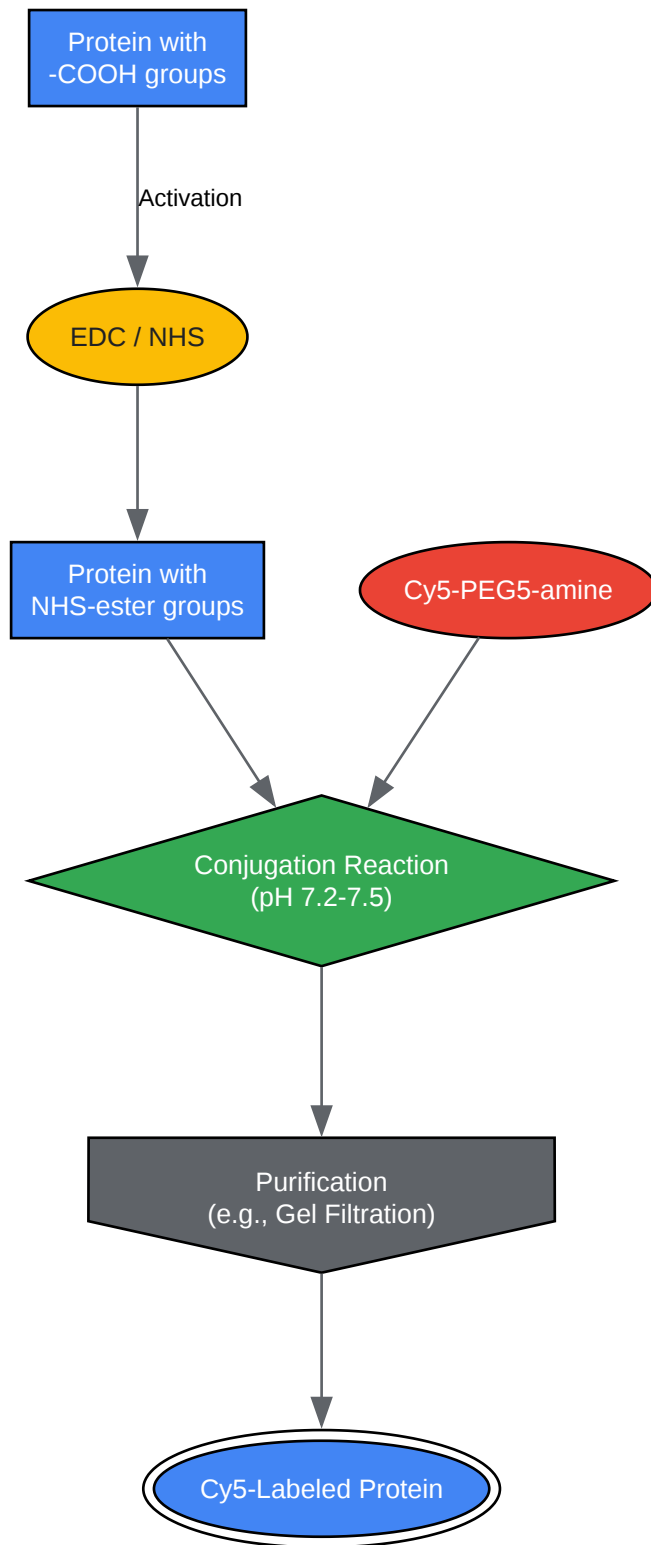 Protein with
-COOH groups
Activation
EDC / NHS
Protein with
NHS-ester groups
Cy5-PEG5-amine
Conjugation Reaction
(pH 7.2-7.5)
Purification
(e.g., Gel Filtration)
Cy5-Labeled Protein